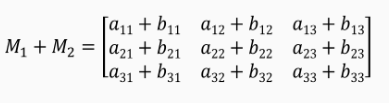 M₁ + M₂ = [a₁₁ + b₁₁ a₁₂ + b₁₂ a₁₃ + b₁₃
a₂₁ + b₂₁ a₂₂ + b₂₂ a₂₃ + b₂₃
a₃₁ + b₃₁ a₃₂ + b₃₂ a₃₃ + b₃₃]